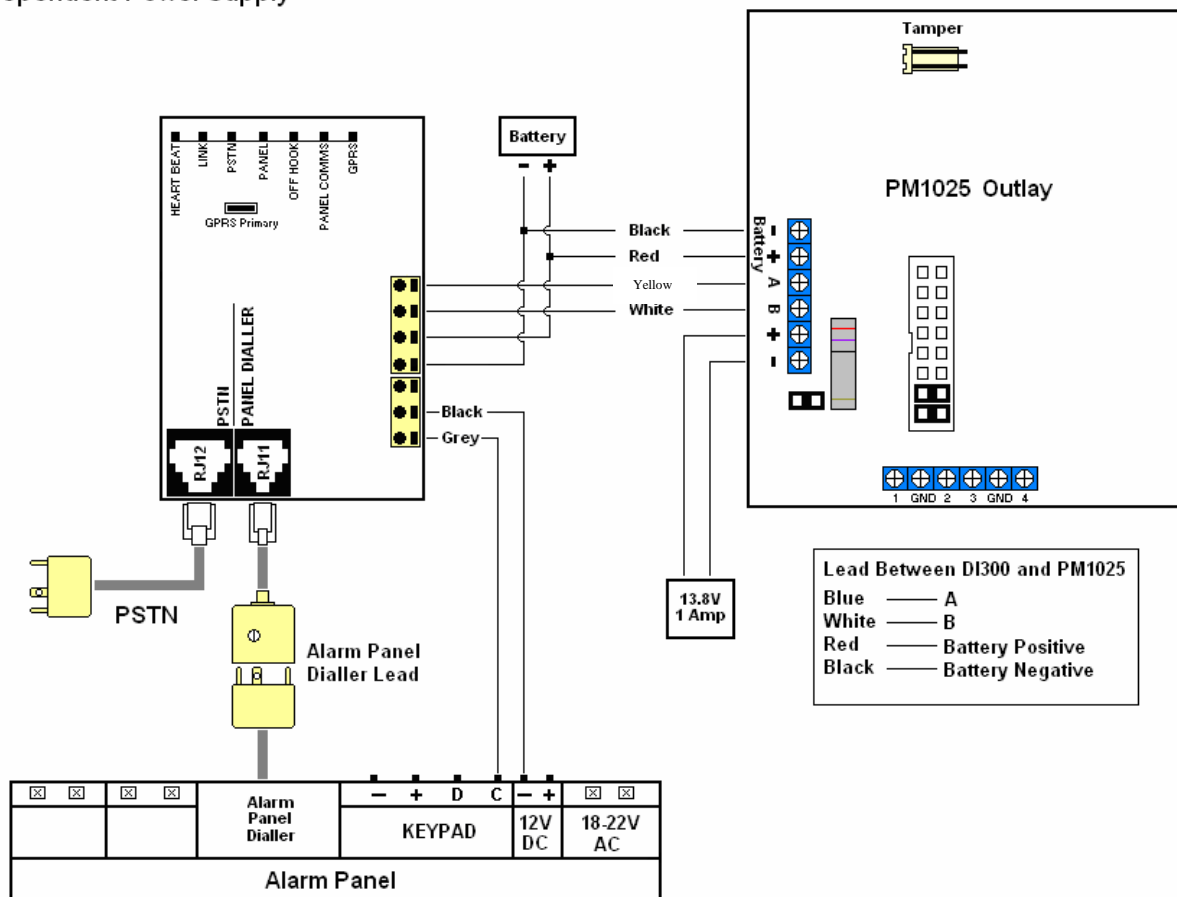 Power Supply
Tamper
HEART BEAT
LINK
PSTN
PANEL
OFF HOOK
PANEL COMMS
GPRS
GPRS Primary
Battery
- +
PM1025 Outlay
Black
Red
Yellow
White
Battery
-
+
A
B
+
-
PSTN
PANEL DIALLER
Black
Grey
RJ12
RJ11
1 GND 2 3 GND 4
PSTN
13.8V
1 Amp
Lead Between DI300 and PM1025
Blue A
White B
Red Battery Positive
Black Battery Negative
Alarm Panel
Dialler Lead
Alarm
Panel
Dialler
- + D C
KEYPAD
- +
12V
DC
18-22V
AC
Alarm Panel